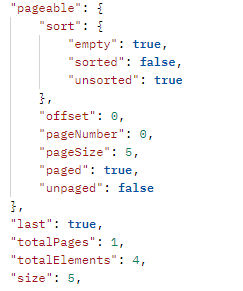 "pageable": {
"sort": {
"empty": true,
"sorted": false,
"unsorted": true
},
"offset": 0,
"pageNumber": 0,
"pageSize": 5,
"paged": true,
"unpaged": false
},
"last": true,
"totalPages": 1,
"totalElements": 4,
"size": 5,